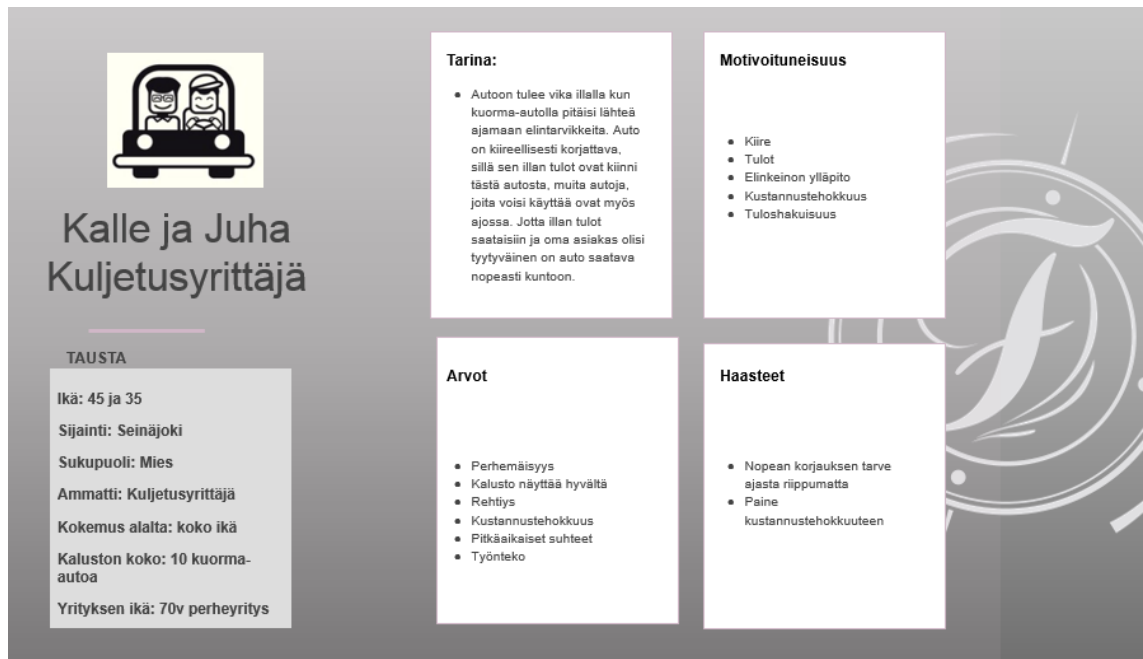 Kalle ja Juha
Kuljetusyrittäjä
TAUSTA
Ikä: 45 ja 35
Sijainti: Seinäjoki
Sukupuoli: Mies
Ammatti: Kuljetusyrittäjä
Kokemus alalta: koko ikä
Kaluston koko: 10 kuorma-
autoa
Yrityksen ikä: 70v perheyritys
Tarina:
● Autoon tulee vika illalla kun
kuorma-autolla pitäisi lähteä
ajamaan elintarvikkeita. Auto
on kiireellisesti korjattava,
sillä sen illan tulot ovat kiinni
tästä autosta, muita autoja,
joita voisi käyttää ovat myös
ajossa. Jotta illan tulot
saataisiin ja oma asiakas olisi
tyytyväinen on auto saatava
nopeasti kuntoon.
Motivoituneisuus
● Kiire
● Tulot
● Elinkeinon ylläpito
● Kustannustehokkuus
● Tuloshakuisuus
Arvot
● Perhemäisyys
● Kalusto näyttää hyvältä
● Rehtiys
● Kustannustehokkuus
● Pitkäaikaiset suhteet
● Työnteko
Haasteet
● Nopean korjauksen tarve
ajasta riippumatta
● Paine
kustannustehokkuuteen